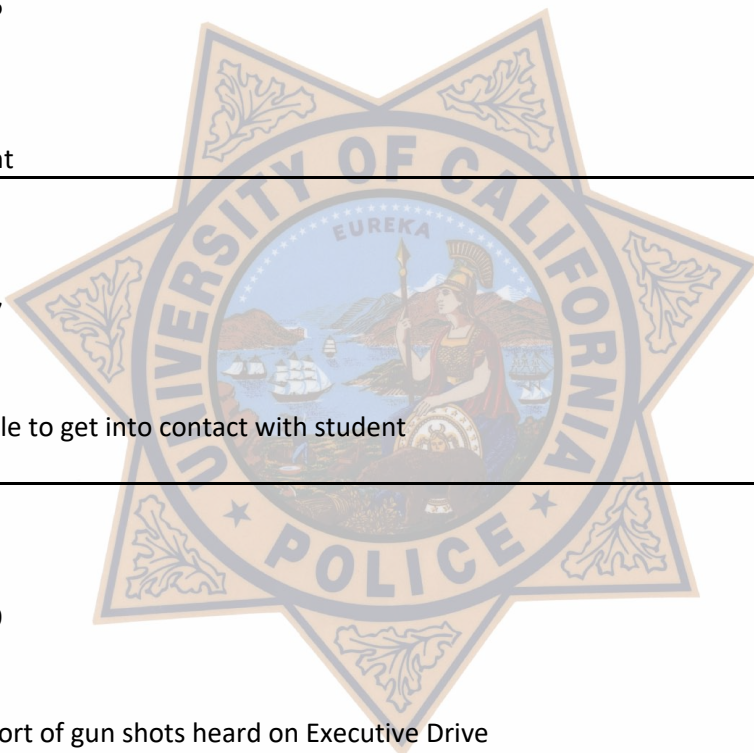 nt
UNIVERSITY OF CALIFORNIA
EUREKA
le to get into contact with student
POLICE
ort of gun shots heard on Executive Drive